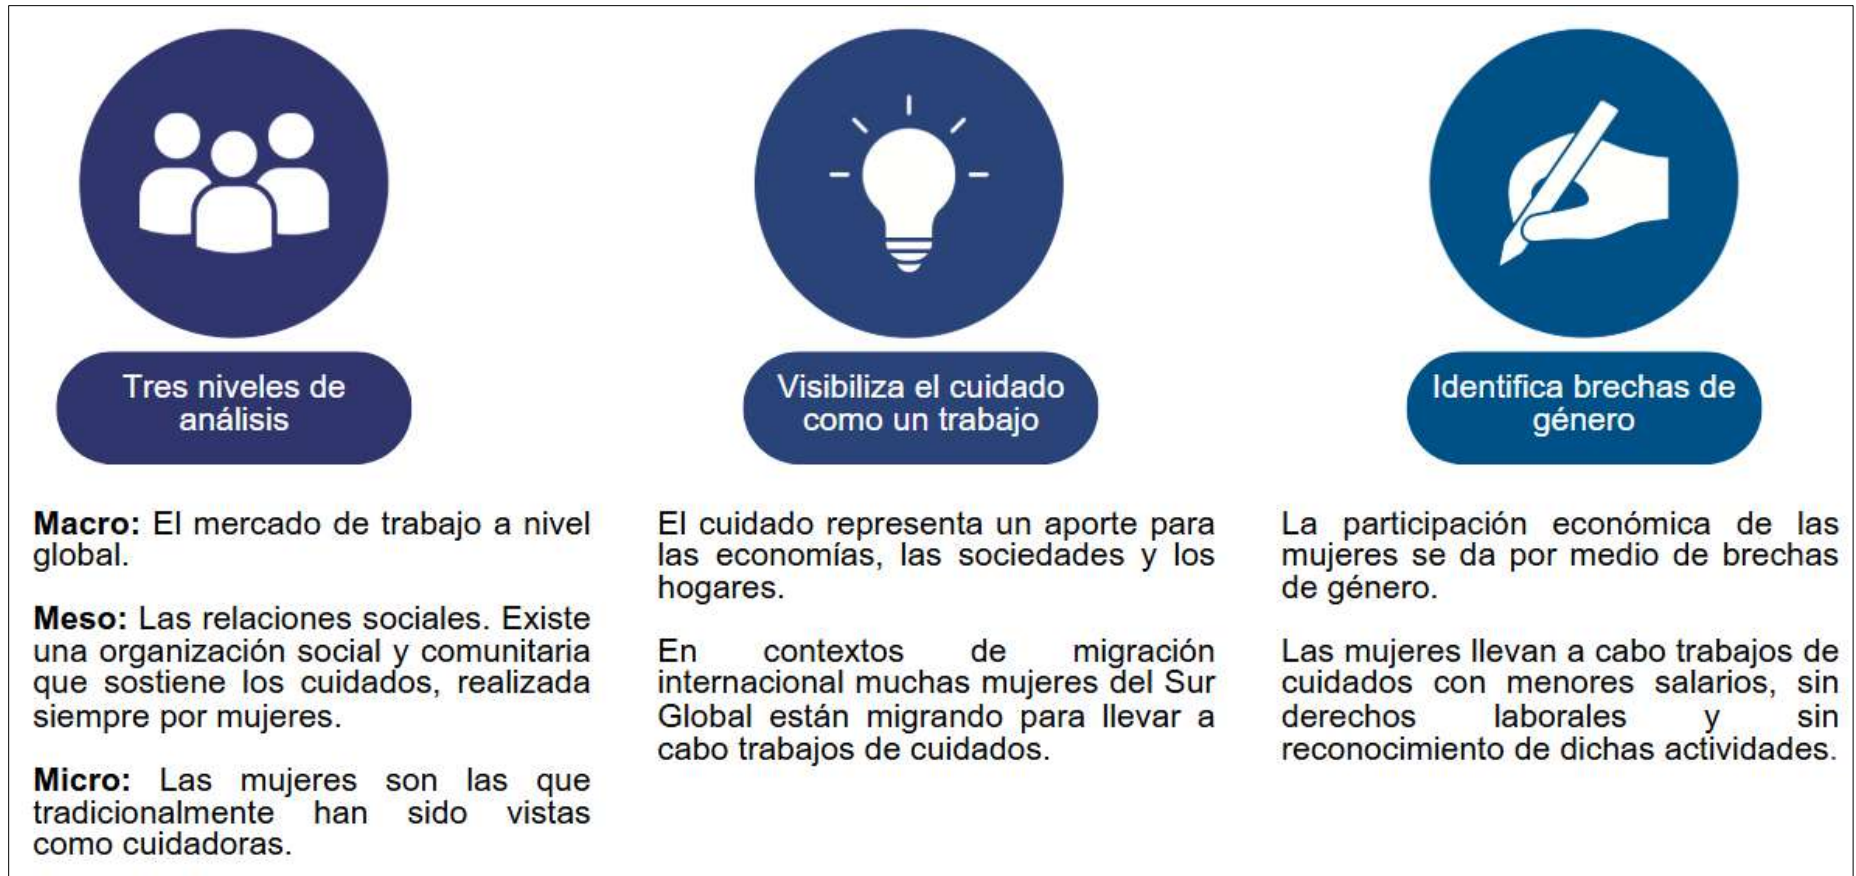 Tres niveles de
análisis
Macro: El mercado de trabajo a nivel
global.
Meso: Las relaciones sociales. Existe
una organización social y comunitaria
que sostiene los cuidados, realizada
siempre por mujeres.
Micro: Las mujeres son las que
tradicionalmente han sido vistas
como cuidadoras.
Visibiliza el cuidado
como un trabajo
El cuidado representa un aporte para
las economías, las sociedades y los
hogares.
En contextos de migración
internacional muchas mujeres del Sur
Global están migrando para llevar a
cabo trabajos de cuidados.
Identifica brechas de
género
La participación económica de las
mujeres se da por medio de brechas
de género.
Las mujeres llevan a cabo trabajos de
cuidados con menores salarios, sin
derechos laborales y sin
reconocimiento de dichas actividades.